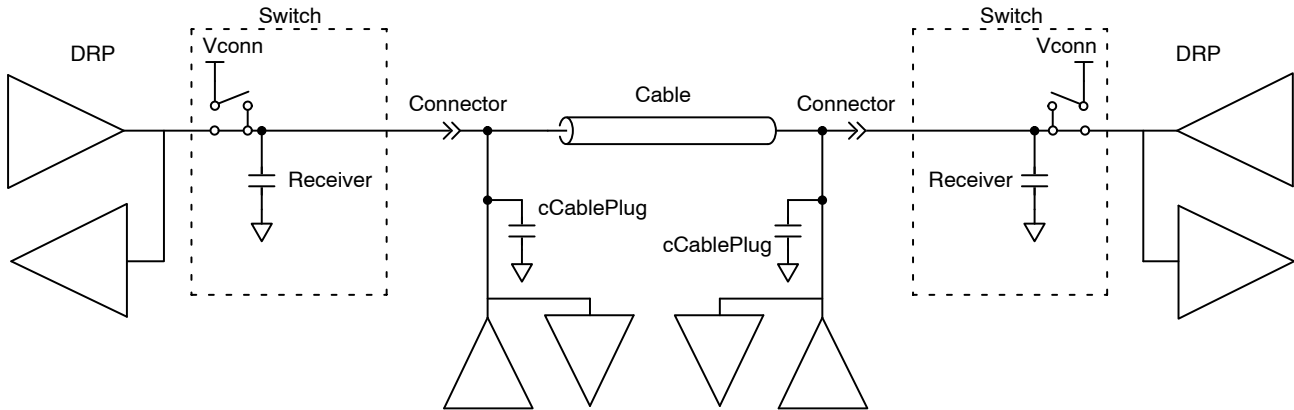 Switch
Switch
DRP
Vconn
Vconn
DRP
Connector
Cable
Connector
Receiver
Receiver
cCablePlug
cCablePlug